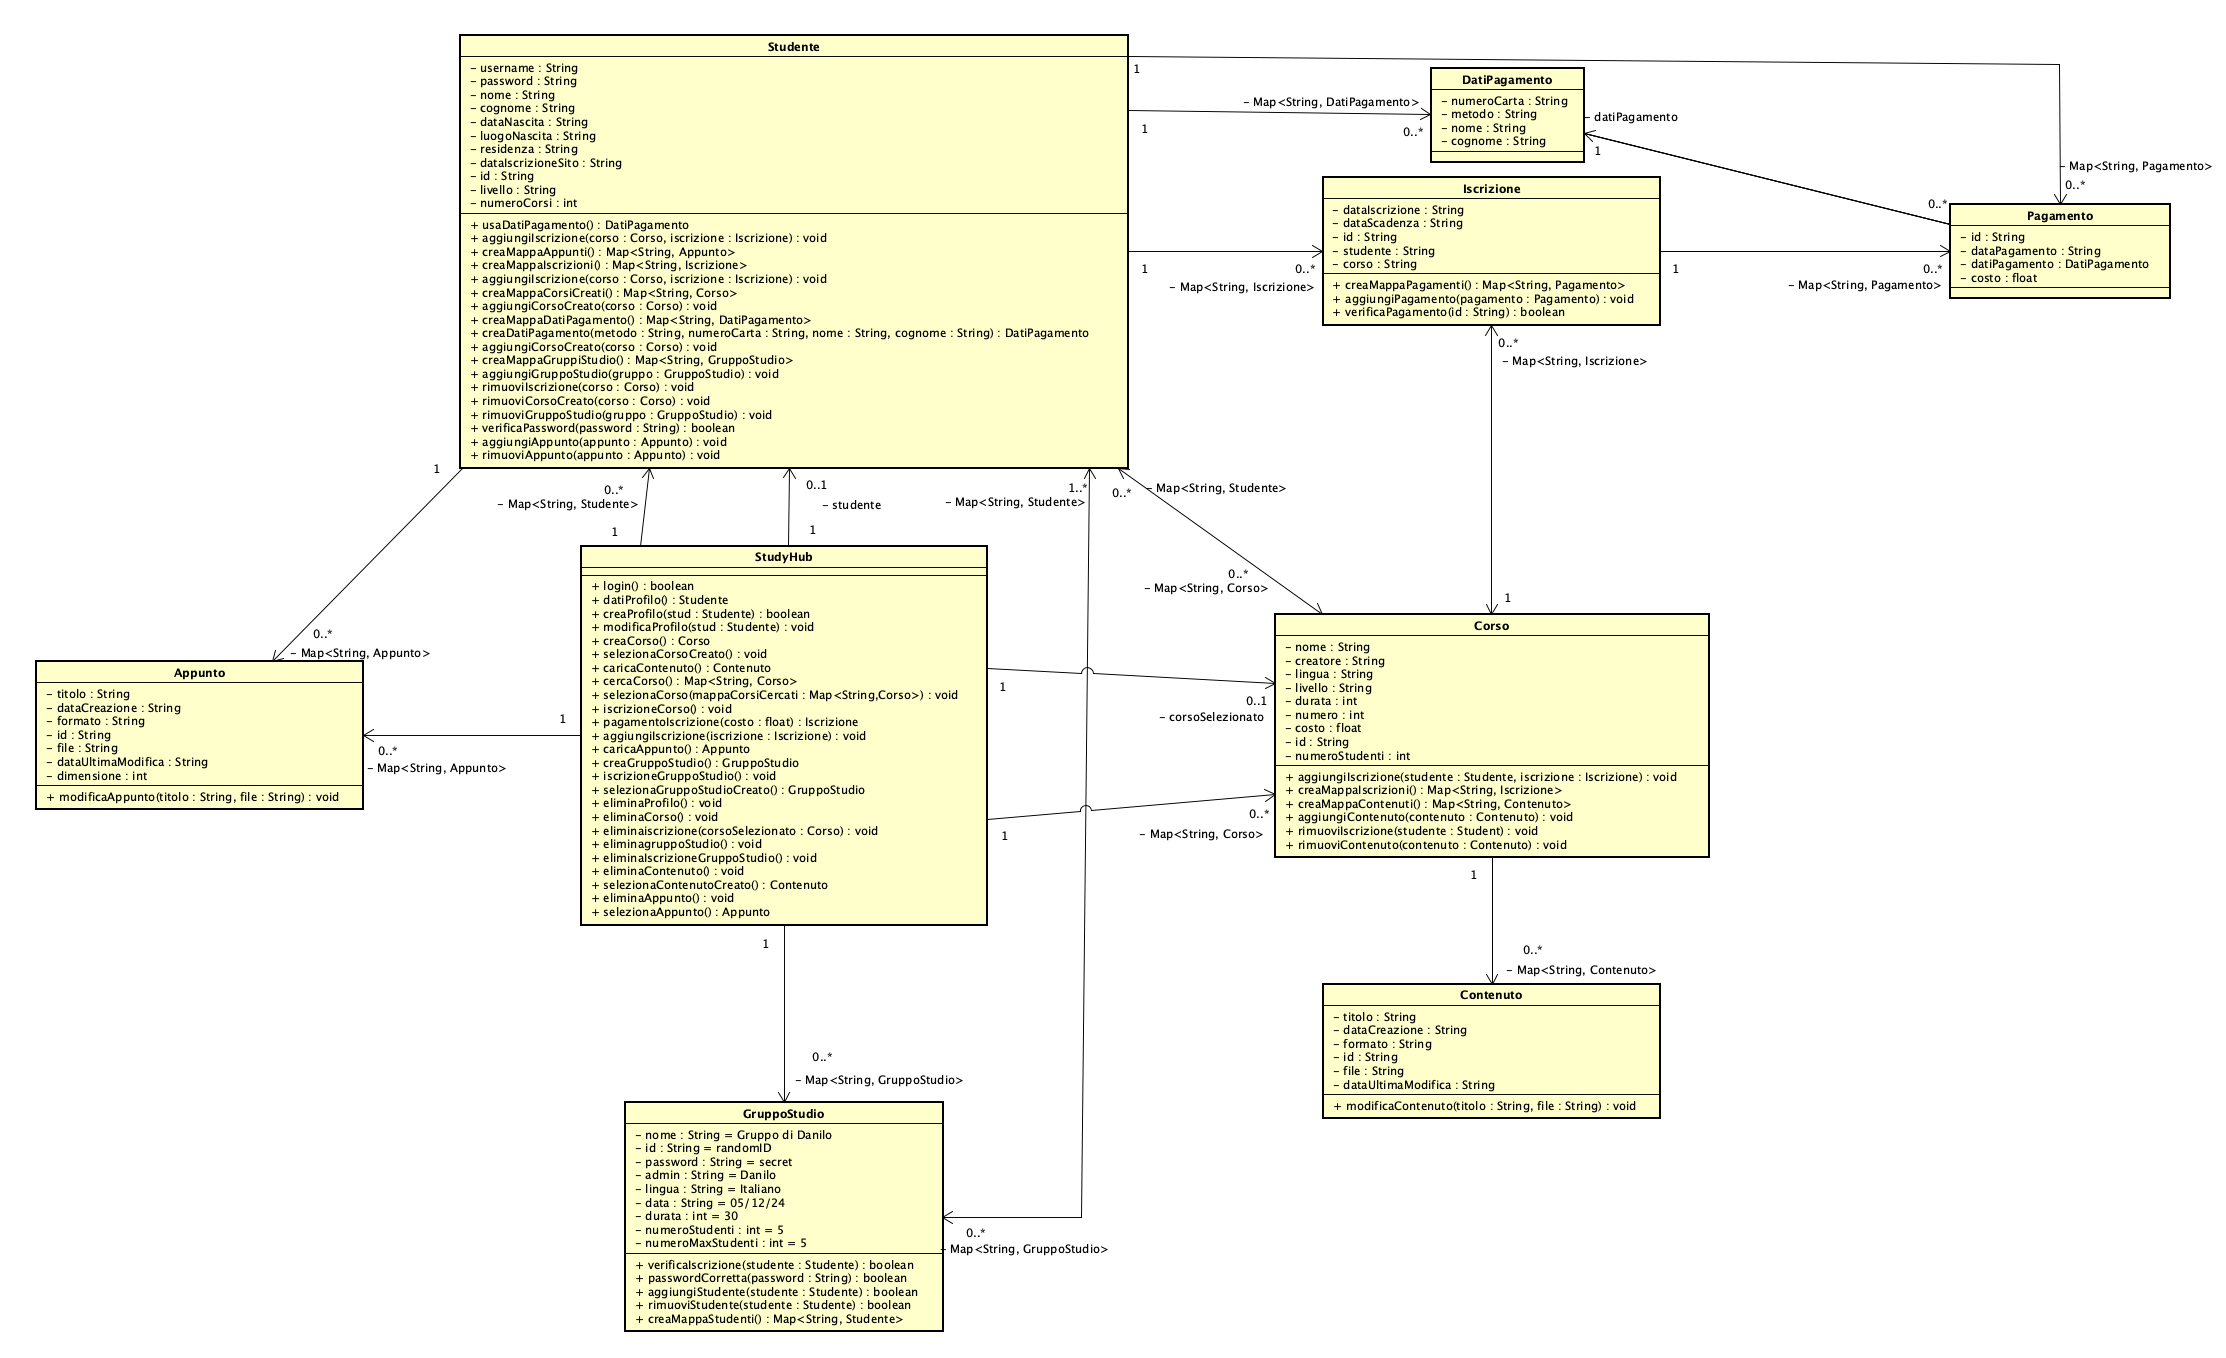 Studente
– username : String
– password : String
– nome : String
– cognome : String
– dataNascita : String
– luogoNascita : String
– residenza : String
– dataIscrizioneSito : String
– id : String
– livello : String
– numeroCorsi : int
+ usaDatiPagamento() : DatiPagamento
+ aggiungiIscrizione(corso : Corso, iscrizione : Iscrizione) : void
+ creaMappaAppunti() : Map<String, Appunto>
+ creaMappaIscrizioni() : Map<String, Iscrizione>
+ aggiungiIscrizione(corso : Corso, iscrizione : Iscrizione) : void
+ creaMappaCorsiCreati() : Map<String, Corso>
+ aggiungiCorsoCreato(corso : Corso) : void
+ creaMappaDatiPagamento() : Map<String, DatiPagamento>
+ creaDatiPagamento(metodo : String, numeroCarta : String, nome : String, cognome : String) : DatiPagamento
+ aggiungiCorsoCreato(corso : Corso) : void
+ creaMappaGruppiStudio() : Map<String, GruppoStudio>
+ aggiungiGruppoStudio(gruppo : GruppoStudio) : void
+ rimuoviIscrizione(corso : Corso) : void
+ rimuoviCorsoCreato(corso : Corso) : void
+ rimuoviGruppoStudio(gruppo : GruppoStudio) : void
+ verificaPassword(password : String) : boolean
+ aggiungiAppunto(appunto : Appunto) : void
+ rimuoviAppunto(appunto : Appunto) : void
1
– Map<String, DatiPagamento>
1
0..*
DatiPagamento
– numeroCarta : String
– metodo : String
– nome : String
– cognome : String
– datiPagamento
1
0..*
– Map<String, Pagamento>
0..*
Iscrizione
– dataIscrizione : String
– dataScadenza : String
– id : String
– studente : String
– corso : String
+ creaMappaPagamenti() : Map<String, Pagamento>
+ aggiungiPagamento(pagamento : Pagamento) : void
+ verificaPagamento(id : String) : boolean
1
0..*
– Map<String, Iscrizione>
1
0..*
– Map<String, Pagamento>
Pagamento
– id : String
– dataPagamento : String
– datiPagamento : DatiPagamento
– costo : float
0..*
– Map<String, Iscrizione>
1
1
0..*
– Map<String, Appunto>
0..*
– Map<String, Studente>
1
0..1
– studente
1
1..*
– Map<String, Studente>
0..*
– Map<String, Studente>
0..*
– Map<String, Corso>
StudyHub
+ login() : boolean
+ datiProfilo() : Studente
+ creaProfilo(stud : Studente) : boolean
+ modificaProfilo(stud : Studente) : void
+ creaCorso() : Corso
+ selezionaCorsoCreato() : void
+ caricaContenuto() : Contenuto
+ cercaCorso() : Map<String, Corso>
+ selezionaCorso(mappaCorsiCercati : Map<String,Corso>) : void
+ iscrizioneCorso() : void
+ pagamentoIscrizione(costo : float) : Iscrizione
+ aggiungiIscrizione(iscrizione : Iscrizione) : void
+ caricaAppunto() : Appunto
+ creaGruppoStudio() : GruppoStudio
+ iscrizioneGruppoStudio() : void
+ selezionaGruppoStudioCreato() : GruppoStudio
+ eliminaProfilo() : void
+ eliminaCorso() : void
+ eliminaiscrizione(corsoSelezionato : Corso) : void
+ eliminagruppoStudio() : void
+ eliminaIscrizioneGruppoStudio() : void
+ eliminaContenuto() : void
+ selezionaContenutoCreato() : Contenuto
+ eliminaAppunto() : void
+ selezionaAppunto() : Appunto
Appunto
– titolo : String
– dataCreazione : String
– formato : String
– id : String
– file : String
– dataUltimaModifica : String
– dimensione : int
+ modificaAppunto(titolo : String, file : String) : void
1
0..*
– Map<String, Appunto>
1
0..1
– corsoSelezionato
1
0..*
– Map<String, Corso>
Corso
– nome : String
– creatore : String
– lingua : String
– livello : String
– durata : int
– numero : int
– costo : float
– id : String
– numeroStudenti : int
+ aggiungiIscrizione(studente : Studente, iscrizione : Iscrizione) : void
+ creaMappaIscrizioni() : Map<String, Iscrizione>
+ creaMappaContenuti() : Map<String, Contenuto>
+ aggiungiContenuto(contenuto : Contenuto) : void
+ rimuoviIscrizione(studente : Student) : void
+ rimuoviContenuto(contenuto : Contenuto) : void
1
0..*
– Map<String, Contenuto>
Contenuto
– titolo : String
– dataCreazione : String
– formato : String
– id : String
– file : String
– dataUltimaModifica : String
+ modificaContenuto(titolo : String, file : String) : void
1
0..*
– Map<String, GruppoStudio>
GruppoStudio
– nome : String = Gruppo di Danilo
– id : String = randomID
– password : String = secret
– admin : String = Danilo
– lingua : String = Italiano
– data : String = 05/12/24
– durata : int = 30
– numeroStudenti : int = 5
– numeroMaxStudenti : int = 5
+ verificaIscrizione(studente : Studente) : boolean
+ passwordCorretta(password : String) : boolean
+ aggiungiStudente(studente : Studente) : boolean
+ rimuoviStudente(studente : Studente) : boolean
+ creaMappaStudenti() : Map<String, Studente>
0..*
– Map<String, GruppoStudio>